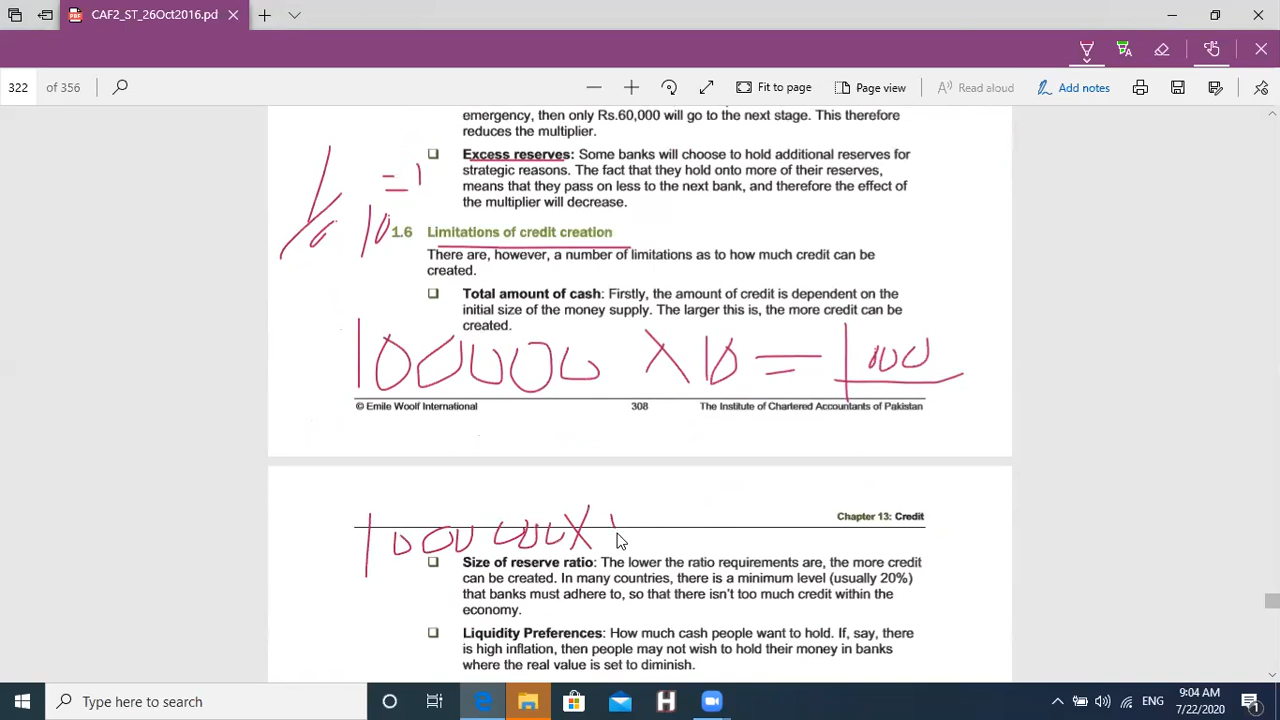 CAF2_ST_26Oct2016.pd
322 of 356
Fit to page
Page view
Read aloud
Add notes
emergency, then only Rs.60,000 will go to the next stage. This therefore
reduces the multiplier.
Excess reserves: Some banks will choose to hold additional reserves for
strategic reasons. The fact that they hold onto more of their reserves,
means that they pass on less to the next bank, and therefore the effect of
the multiplier will decrease.
= 1
10
1.6 Limitations of credit creation
There are, however, a number of limitations as to how much credit can be
created.
Total amount of cash: Firstly, the amount of credit is dependent on the
initial size of the money supply. The larger this is, the more credit can be
created.
100000 X 10 = 100
© Emile Woolf International 308 The Institute of Chartered Accountants of Pakistan
Chapter 13: Credit
Size of reserve ratio: The lower the ratio requirements are, the more credit
can be created. In many countries, there is a minimum level (usually 20%)
that banks must adhere to, so that there isn't too much credit within the
economy.
Liquidity Preferences: How much cash people want to hold. If, say, there
is high inflation, then people may not wish to hold their money in banks
where the real value is set to diminish.
Type here to search
ENG
9:04 AM
7/22/2020